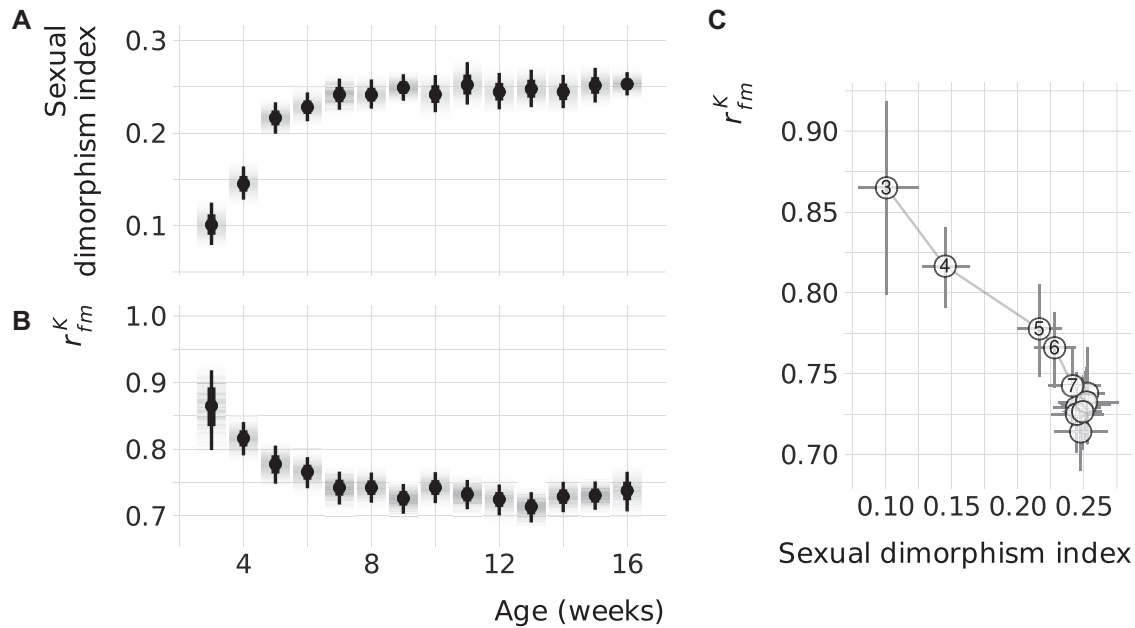 A
Sexual
dimorphism index
0.3
0.2
0.1
B
r^K_fm
1.0
0.9
0.8
0.7
4 8 12 16
Age (weeks)
C
r^K_fm
0.90
0.85
0.80
0.75
0.70
3
4
5
6
7
0.10 0.15 0.20 0.25
Sexual dimorphism index